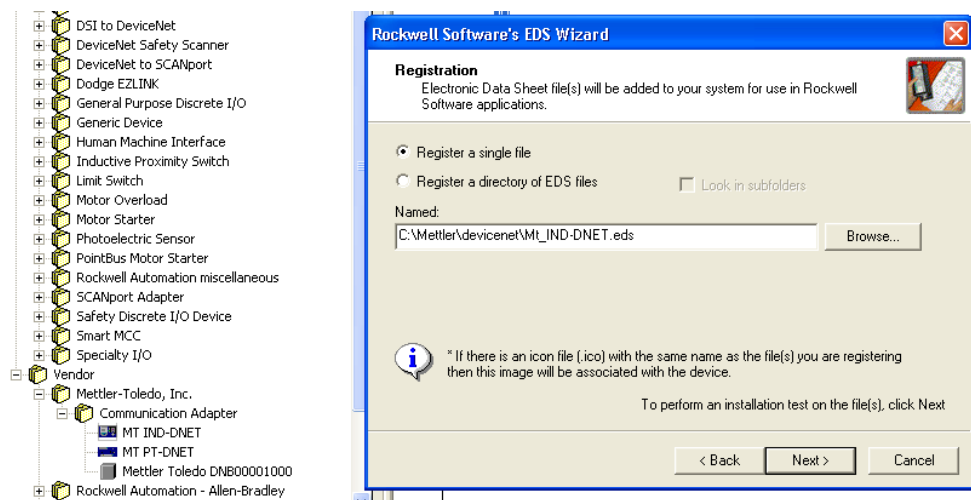 DSI to DeviceNet
DeviceNet Safety Scanner
DeviceNet to SCANport
Dodge EZLINK
General Purpose Discrete I/O
Generic Device
Human Machine Interface
Inductive Proximity Switch
Limit Switch
Motor Overload
Motor Starter
Photoelectric Sensor
PointBus Motor Starter
Rockwell Automation miscellaneous
SCANport Adapter
Safety Discrete I/O Device
Smart MCC
Specialty I/O
Vendor
Mettler-Toledo, Inc.
Communication Adapter
MT IND-DNET
MT PT-DNET
Mettler Toledo DNB00001000
Rockwell Automation - Allen-Bradley
Rockwell Software's EDS Wizard
Registration
Electronic Data Sheet file(s) will be added to your system for use in Rockwell
Software applications.
Register a single file
Register a directory of EDS files
Look in subfolders
Named:
C:\Mettler\devicenet\Mt_IND-DNET.eds
Browse...
* If there is an icon file (.ico) with the same name as the file(s) you are registering
then this image will be associated with the device.
To perform an installation test on the file(s), click Next
< Back
Next >
Cancel